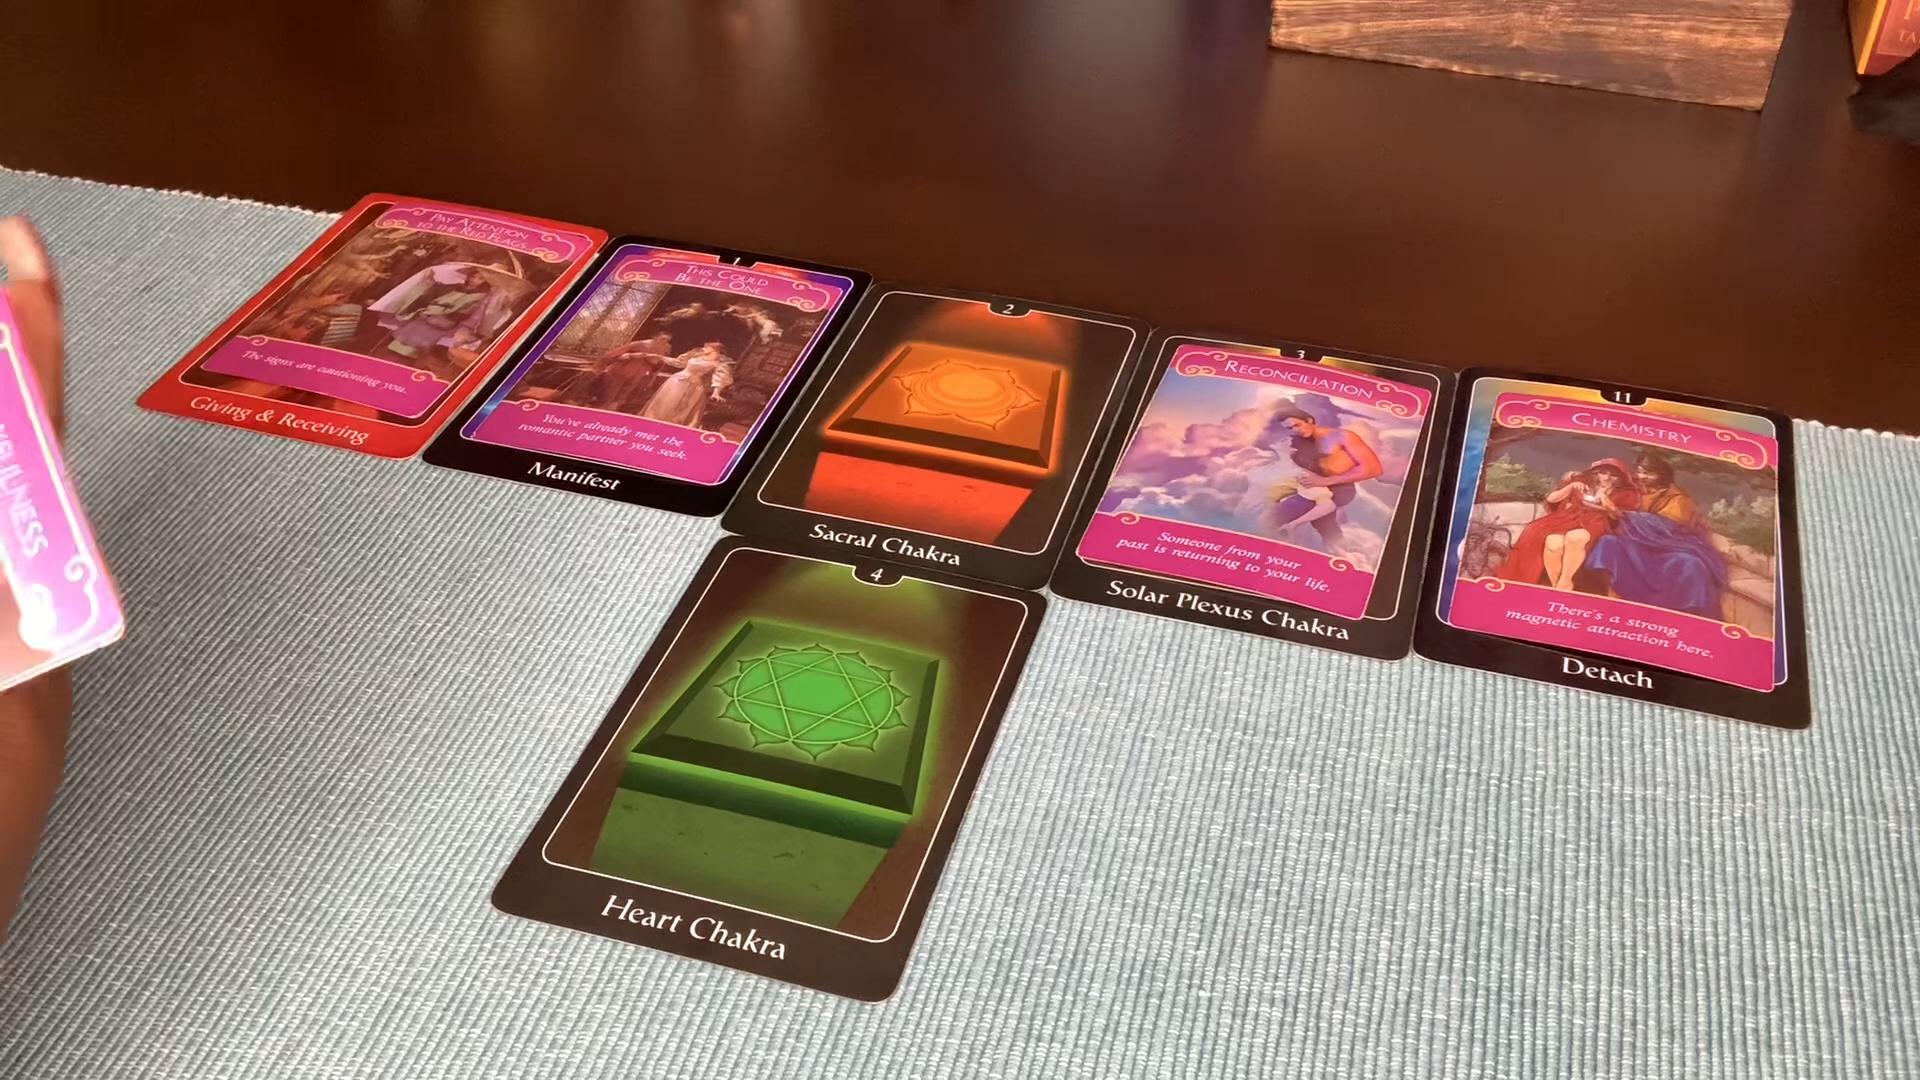 PAY ATTENTION
TO THE RED FLAGS
The signs are cautioning you.
Giving & Receiving
1
THIS COULD
BE THE ONE
You've already met the
romantic partner you seek.
Manifest
2
Sacral Chakra
3
RECONCILIATION
Someone from your
past is returning to your life.
Solar Plexus Chakra
11
CHEMISTRY
There's a strong
magnetic attraction here.
Detach
4
Heart Chakra